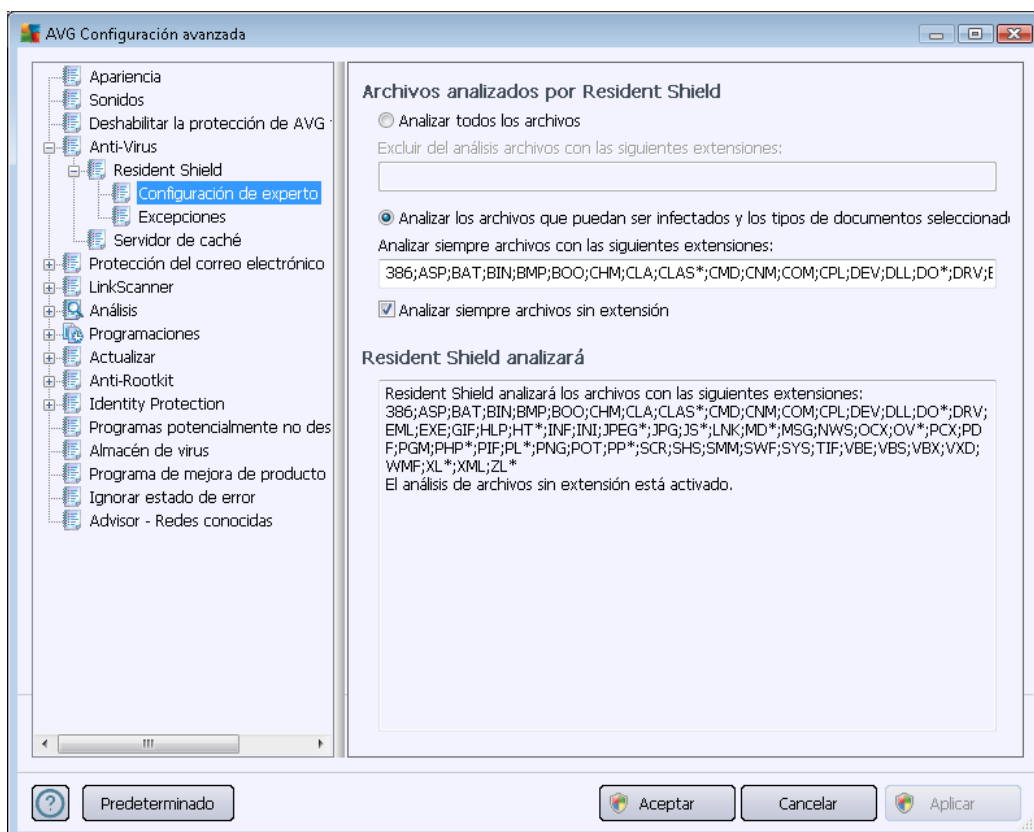 AVG Configuración avanzada
Apariencia
Sonidos
Deshabilitar la protección de AVG
Anti-Virus
Resident Shield
Configuración de experto
Excepciones
Servidor de caché
Protección del correo electrónico
LinkScanner
Análisis
Programaciones
Actualizar
Anti-Rootkit
Identity Protection
Programas potencialmente no des
Almacén de virus
Programa de mejora de producto
Ignorar estado de error
Advisor - Redes conocidas
Archivos analizados por Resident Shield
Analizar todos los archivos
Excluir del análisis archivos con las siguientes extensiones:
Analizar los archivos que puedan ser infectados y los tipos de documentos seleccionad
Analizar siempre archivos con las siguientes extensiones:
386;ASP;BAT;BIN;BMP;BOO;CHM;CLA;CLAS*;CMD;CNM;COM;CPL;DEV;DLL;DO*;DRV;E
Analizar siempre archivos sin extensión
Resident Shield analizará
Resident Shield analizará los archivos con las siguientes extensiones:
386;ASP;BAT;BIN;BMP;BOO;CHM;CLA;CLAS*;CMD;CNM;COM;CPL;DEV;DLL;DO*;DRV;
EML;EXE;GIF;HLP;HT*;INF;INI;JPEG*;JPG;JS*;LNK;MD*;MSG;NWS;OCX;OV*;PCX;PD
F;PGM;PHP*;PIF;PL*;PNG;POT;PP*;SCR;SHS;SMM;SWF;SYS;TIF;VBE;VBS;VBX;VXD;
WMF;XL*;XML;ZL*
El análisis de archivos sin extensión está activado.
Predeterminado
Aceptar
Cancelar
Aplicar